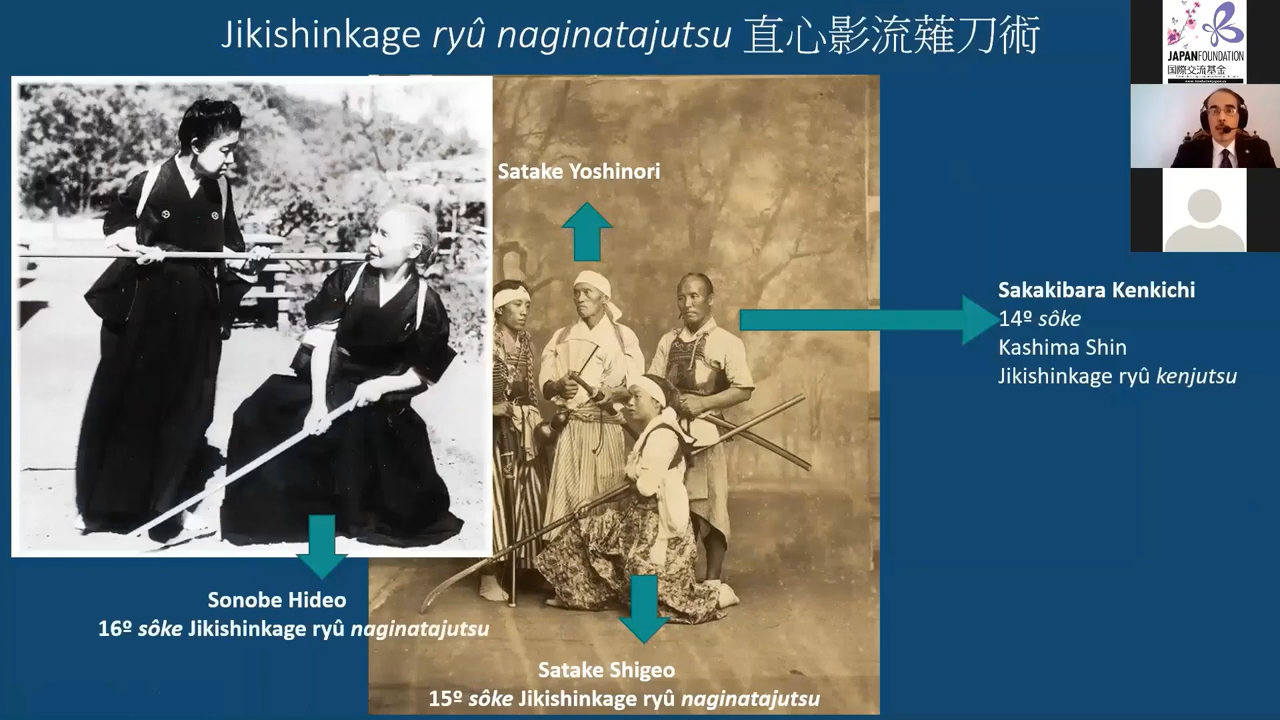 Jikishinkage ryû naginatajutsu 直心影流薙刀術
JAPANFOUNDATION
国際交流基金
Satake Yoshinori
Sakakibara Kenkichi
14º sôke
Kashima Shin
Jikishinkage ryû kenjutsu
Sonobe Hideo
16º sôke Jikishinkage ryû naginatajutsu
Satake Shigeo
15º sôke Jikishinkage ryû naginatajutsu